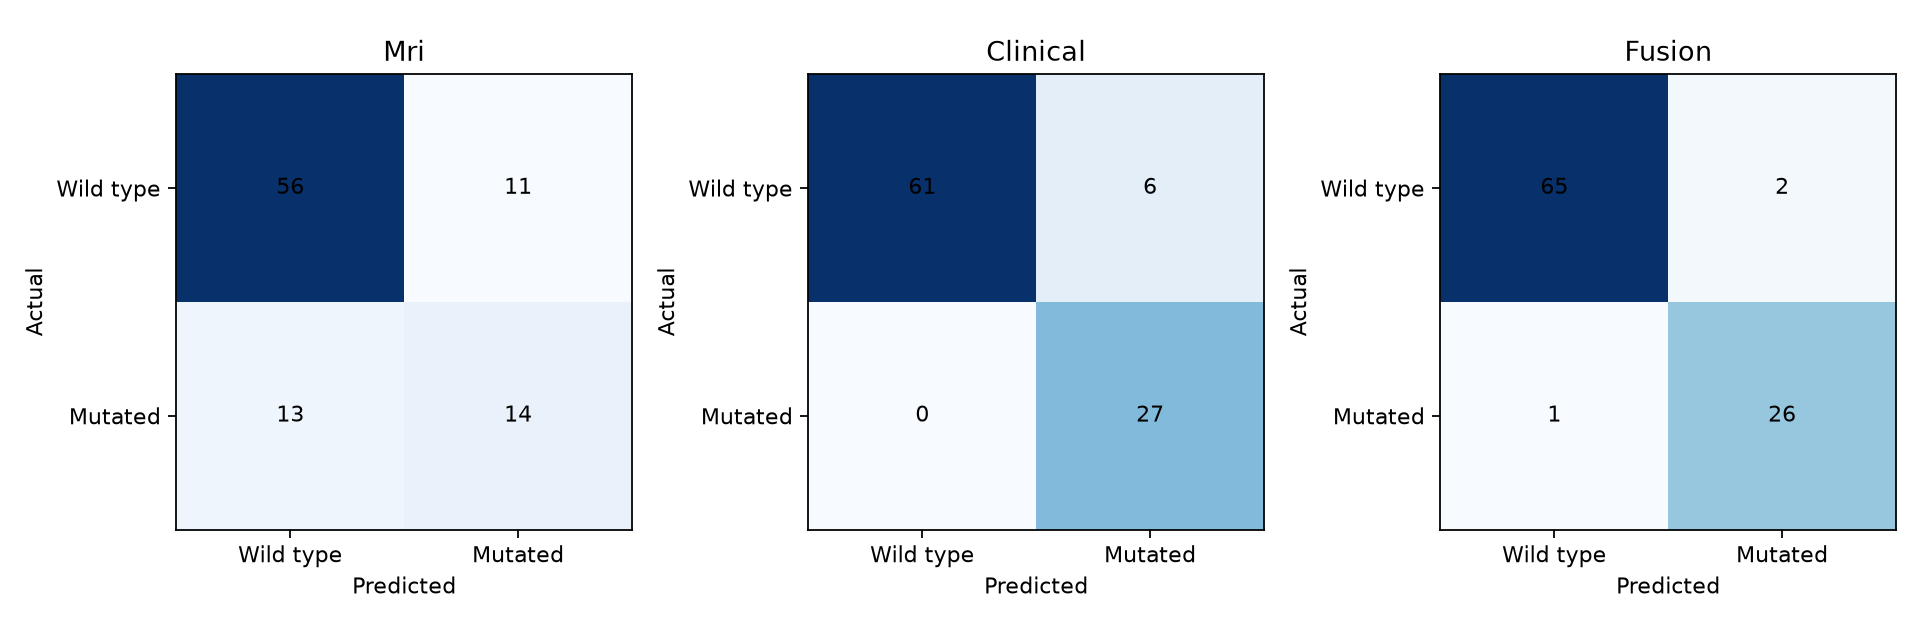 Mri
Wild type
56
11
Actual
Mutated
13
14
Wild type
Mutated
Predicted
Clinical
Wild type
61
6
Actual
Mutated
0
27
Wild type
Mutated
Predicted
Fusion
Wild type
65
2
Actual
Mutated
1
26
Wild type
Mutated
Predicted